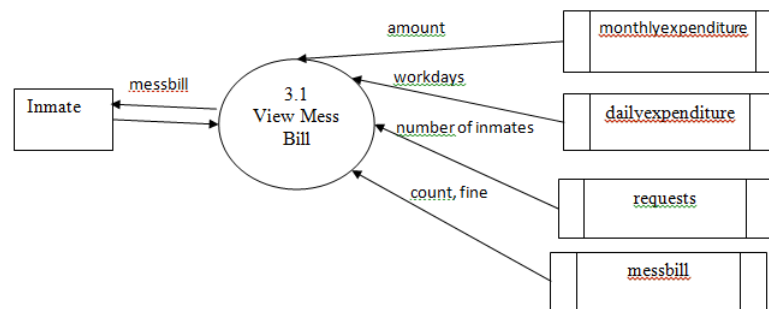 amount
monthlyexpenditure
messbill
Inmate
3.1
View Mess
Bill
workdays
dailyexpenditure
number of inmates
requests
count, fine
messbill